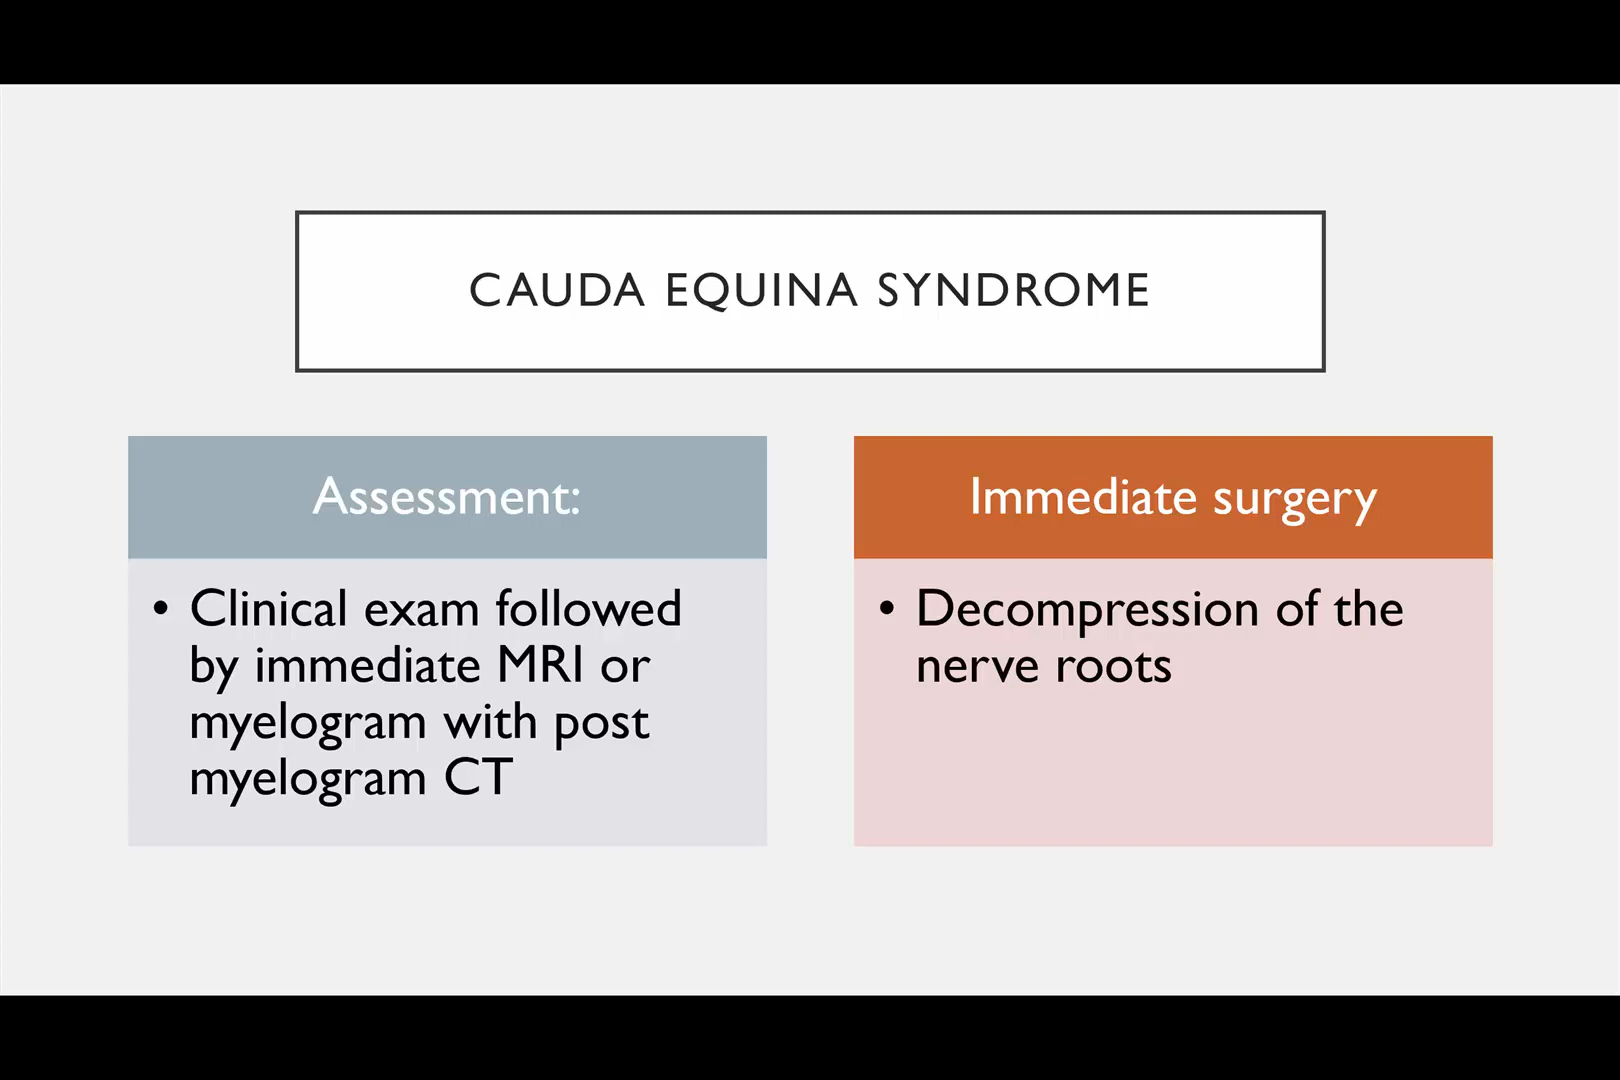 CAUDA EQUINA SYNDROME
Assessment:
• Clinical exam followed
by immediate MRI or
myelogram with post
myelogram CT
Immediate surgery
• Decompression of the
nerve roots